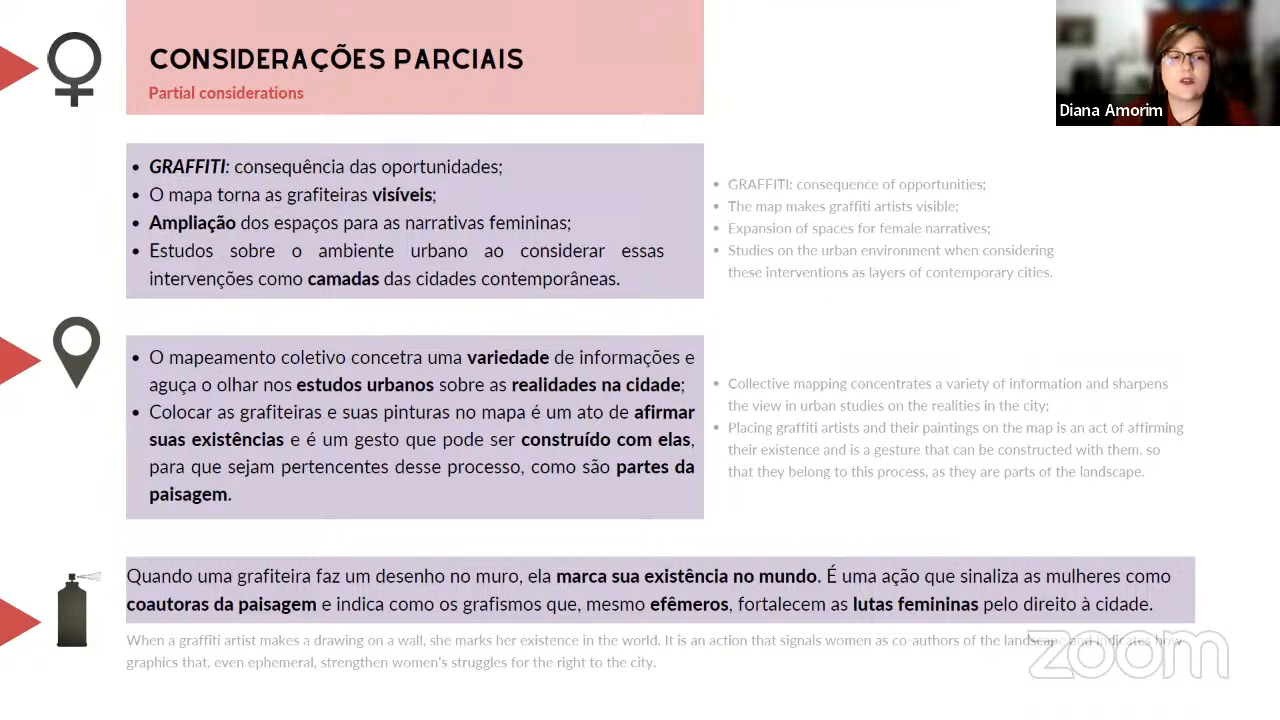 CONSIDERAÇÕES PARCIAIS
Partial considerations
Diana Amorim
• GRAFFITI: consequência das oportunidades;
• O mapa torna as grafiteiras visíveis;
• Ampliação dos espaços para as narrativas femininas;
• Estudos sobre o ambiente urbano ao considerar essas
intervenções como camadas das cidades contemporâneas.
• GRAFFITI: consequence of opportunities;
• The map makes graffiti artists visible;
• Expansion of spaces for female narratives;
• Studies on the urban environment when considering
these interventions as layers of contemporary cities.
• O mapeamento coletivo concetra uma variedade de informações e
aguça o olhar nos estudos urbanos sobre as realidades na cidade;
• Colocar as grafiteiras e suas pinturas no mapa é um ato de afirmar
suas existências e é um gesto que pode ser construído com elas,
para que sejam pertencentes desse processo, como são partes da
paisagem.
• Collective mapping concentrates a variety of information and sharpens
the view in urban studies on the realities in the city;
• Placing graffiti artists and their paintings on the map is an act of affirming
their existence and is a gesture that can be constructed with them, so
that they belong to this process, as they are parts of the landscape.
Quando uma grafiteira faz um desenho no muro, ela marca sua existência no mundo. É uma ação que sinaliza as mulheres como
coautoras da paisagem e indica como os grafismos que, mesmo efêmeros, fortalecem as lutas femininas pelo direito à cidade.
When a graffiti artist makes a drawing on a wall, she marks her existence in the world. It is an action that signals women as co-authors of the landscape and indicates how
graphics that, even ephemeral, strengthen women's struggles for the right to the city.
zoom